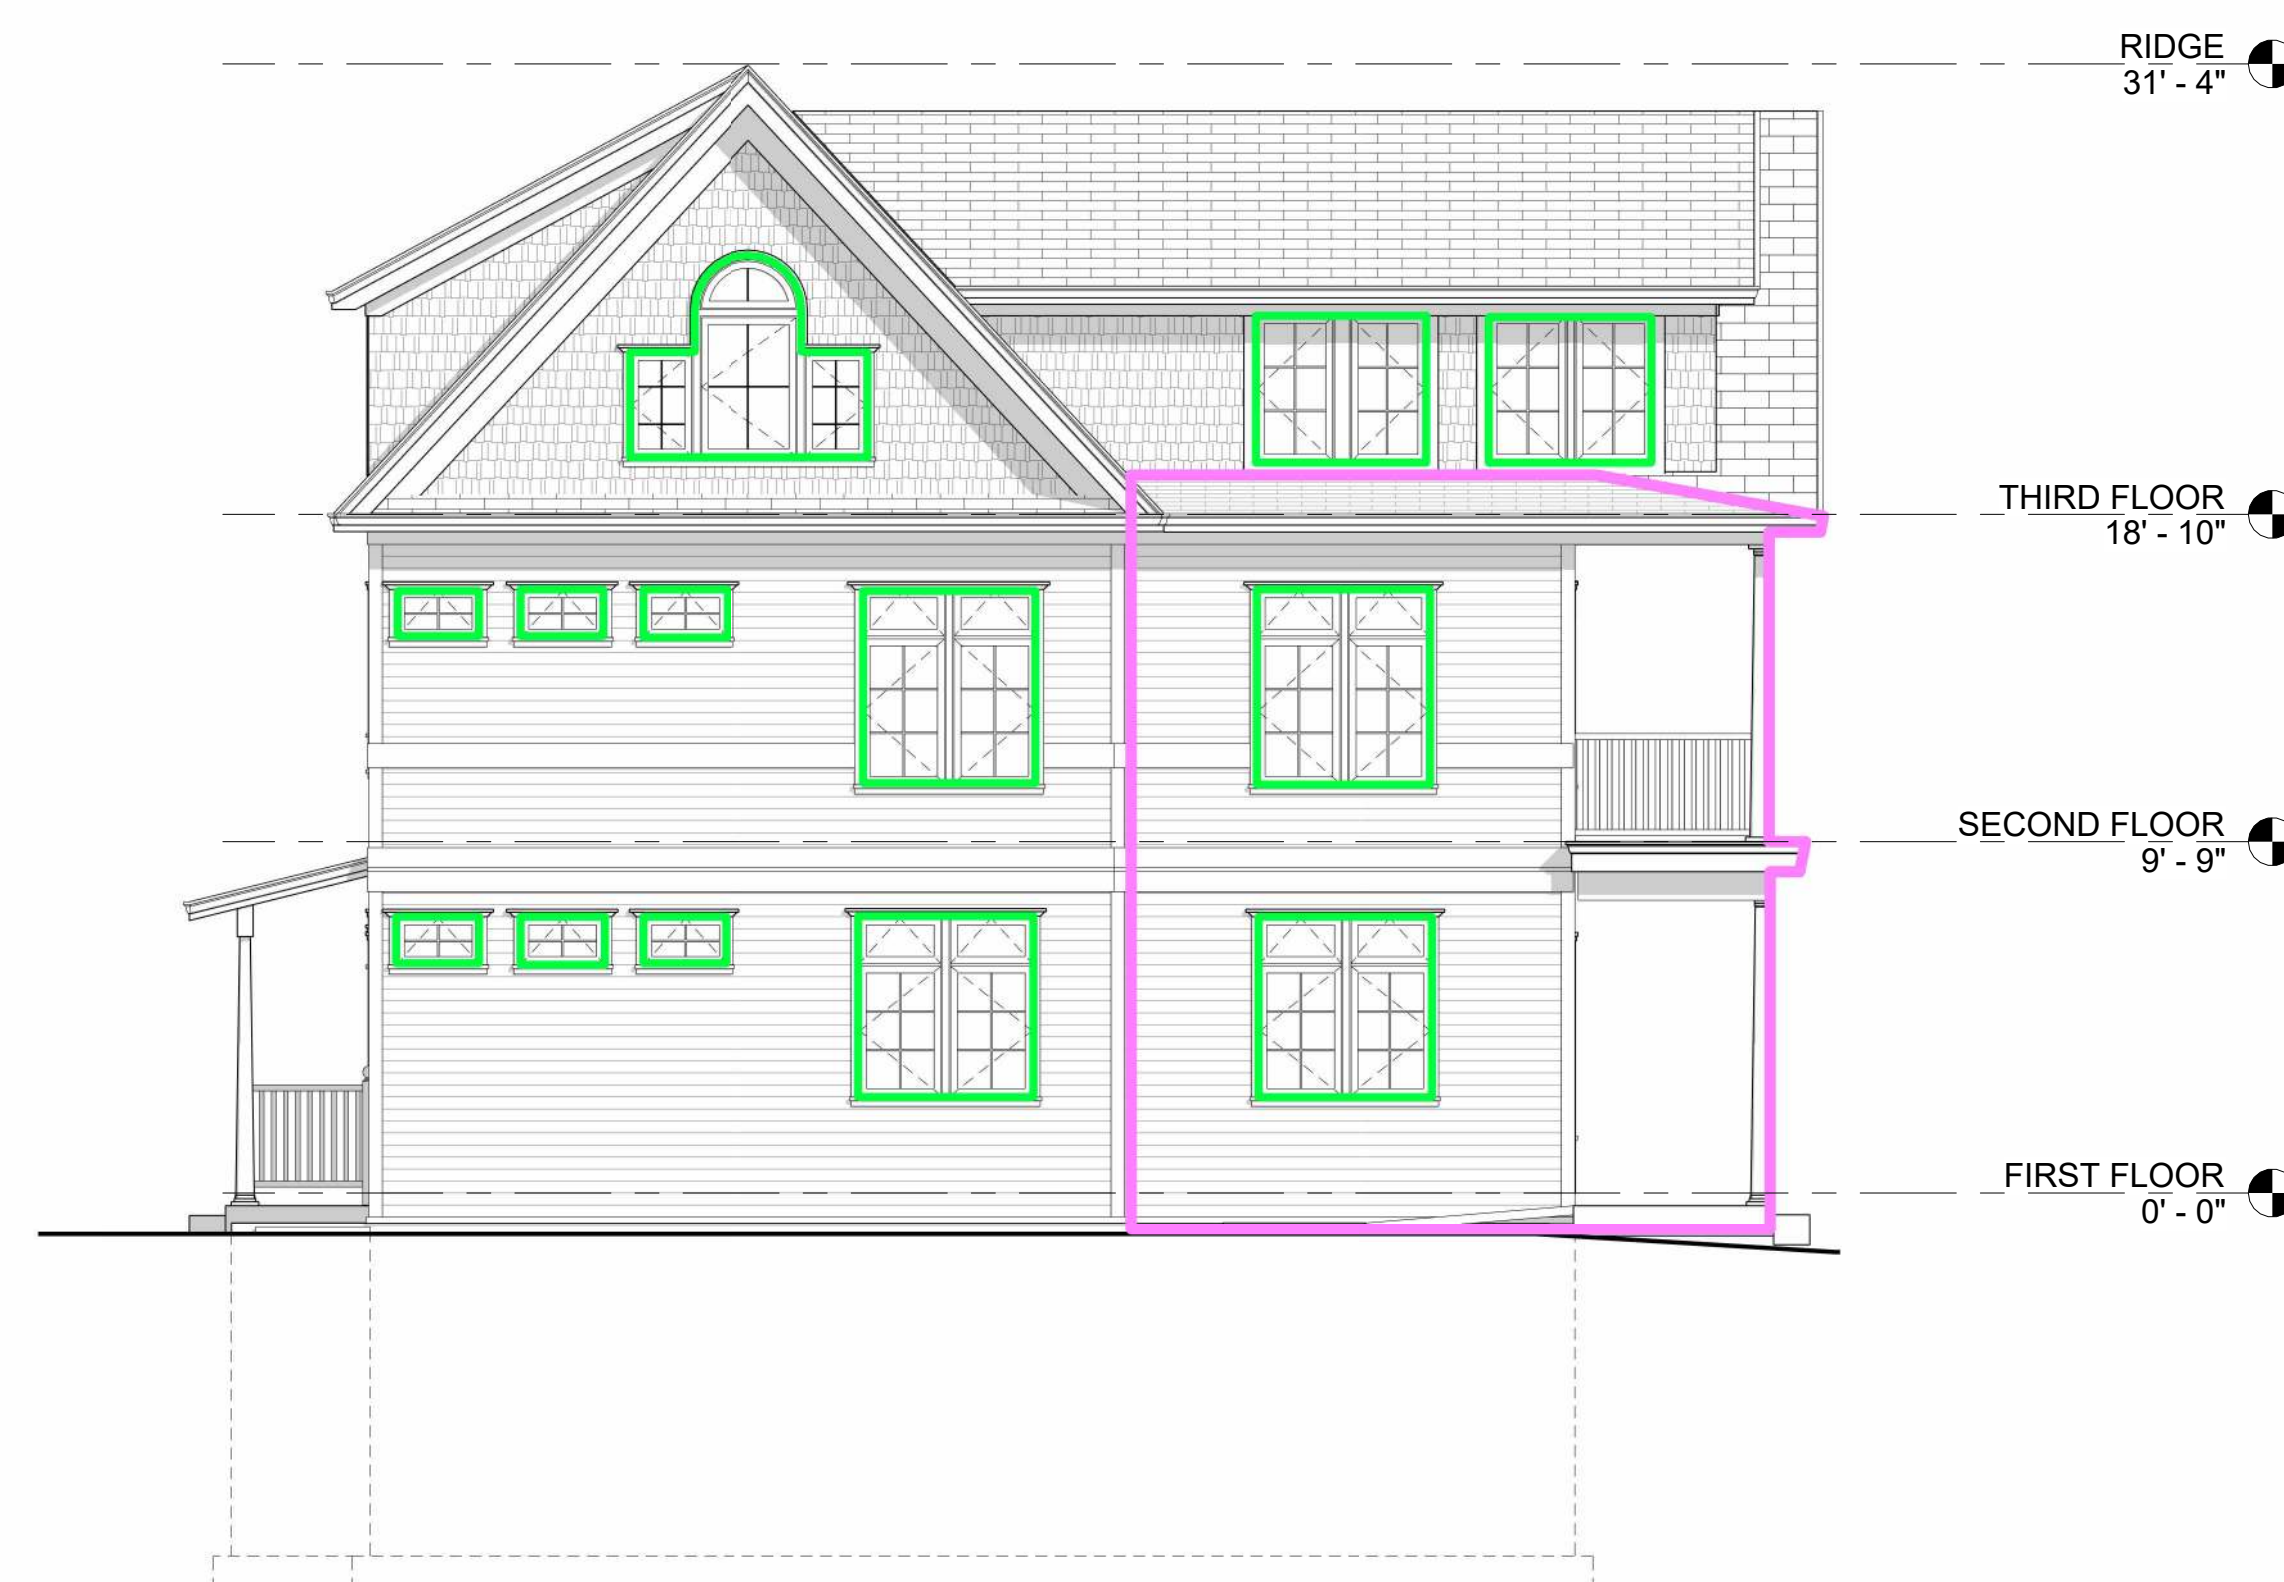 RIDGE
31' - 4"
THIRD FLOOR
18' - 10"
SECOND FLOOR
9' - 9"
FIRST FLOOR
0' - 0"